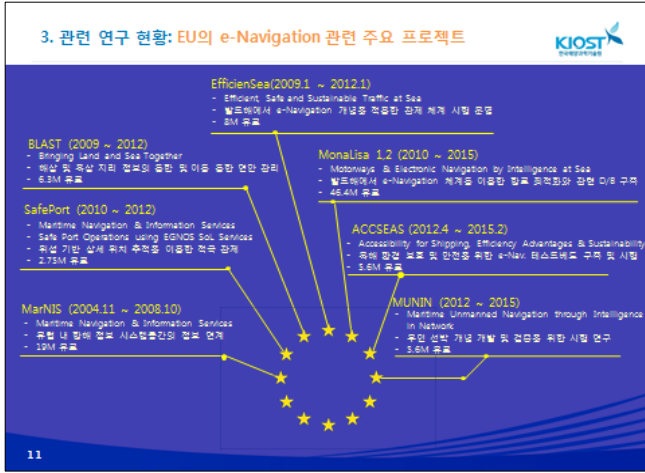 3. 관련 연구 현황: EU의 e-Navigation 관련 주요 프로젝트
KIOST
한국해양과학기술원
EfficienSea(2009.1 ~ 2012.1)
- Efficient, Safe and Sustainable Traffic at Sea
- 발트해에서 e-Navigation 개념을 적용한 관제 체계 시험 운영
- 8M 유로
BLAST (2009 ~ 2012)
- Bringing Land and Sea Together
- 해상 및 육상 지리 정보의 통합 및 이를 통한 연안 관리
- 6.3M 유로
MonaLisa 1,2 (2010 ~ 2015)
- Motorways & Electronic Navigation by Intelligence at Sea
- 발트해에서 e-Navigation 체계를 이용한 항로 최적화와 관련 D/B 구축
- 46.4M 유로
SafePort (2010 ~ 2012)
- Maritime Navigation & Information Services
- Safe Port Operations using EGNOS SoL Services
- 위성 기반 상세 위치 추적을 이용한 적극 관제
- 2.75M 유로
ACCSEAS (2012.4 ~ 2015.2)
- Accessibility for Shipping, Efficiency Advantages & Sustainability
- 북해 환경 보호 및 안전을 위한 e-Nav. 테스트베드 구축 및 시험
- 5.6M 유로
MarNIS (2004.11 ~ 2008.10)
- Maritime Navigation & Information Services
- 유럽 내 항해 정보 시스템들간의 정보 연계
- 19M 유로
MUNIN (2012 ~ 2015)
- Maritime Unmanned Navigation through Intelligence
in Network
- 무인 선박 개념 개발 및 검증을 위한 시험 연구
- 5.6M 유로
11